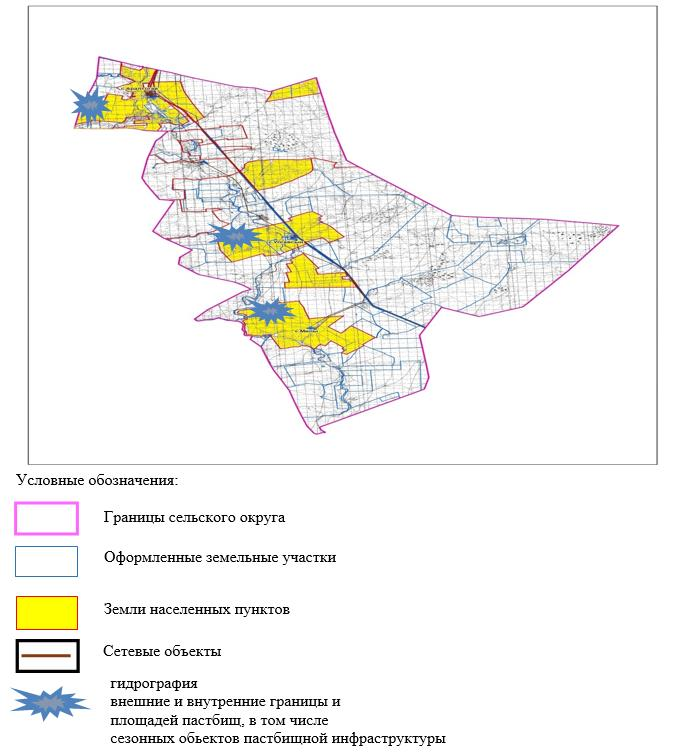 Условные обозначения:
Границы сельского округа
Оформленные земельные участки
Земли населенных пунктов
Сетевые объекты
гидрография
внешние и внутренние границы и
площадей пастбищ, в том числе
сезонных обьектов пастбищной инфраструктуры